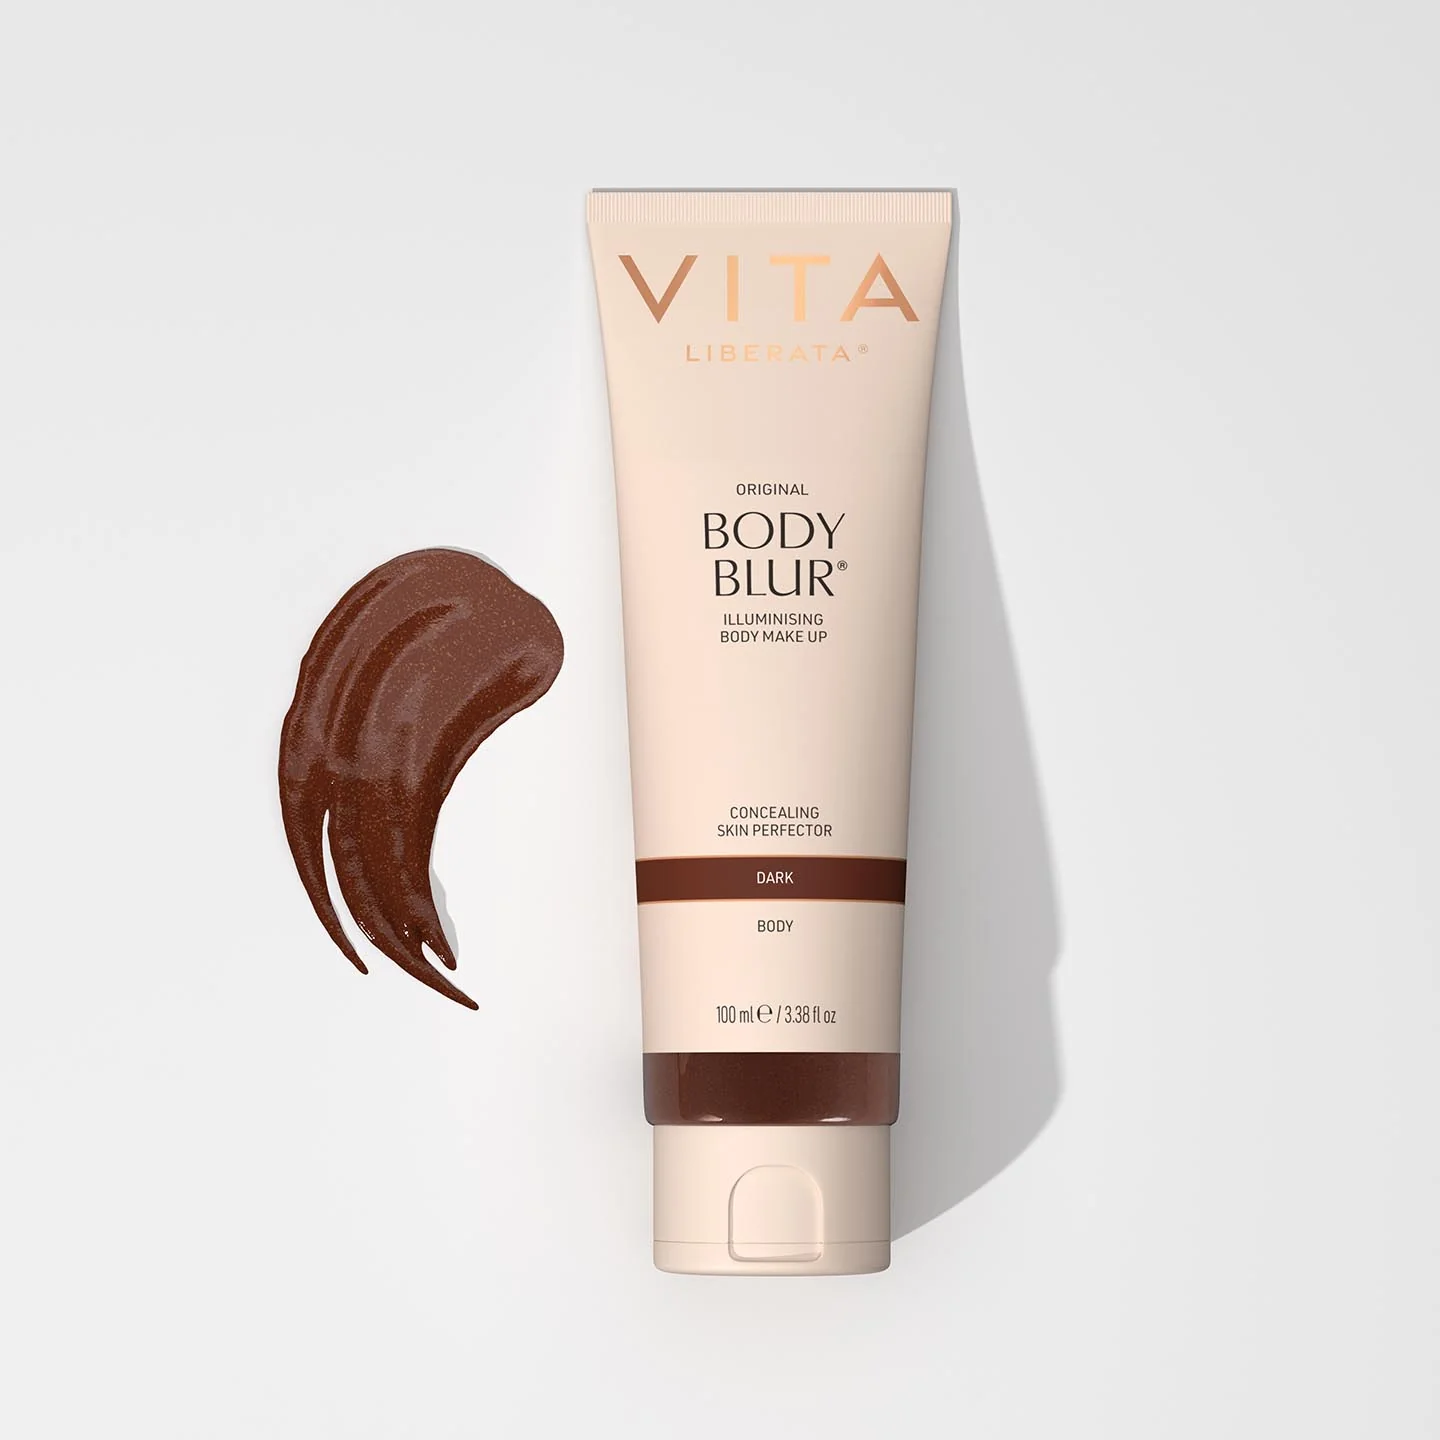 VITA
LIBERATA®
ORIGINAL
BODY
BLUR®
ILLUMINISING
BODY MAKE UP
CONCEALING
SKIN PERFECTOR
DARK
BODY
100 ml ℮ / 3.38 fl oz